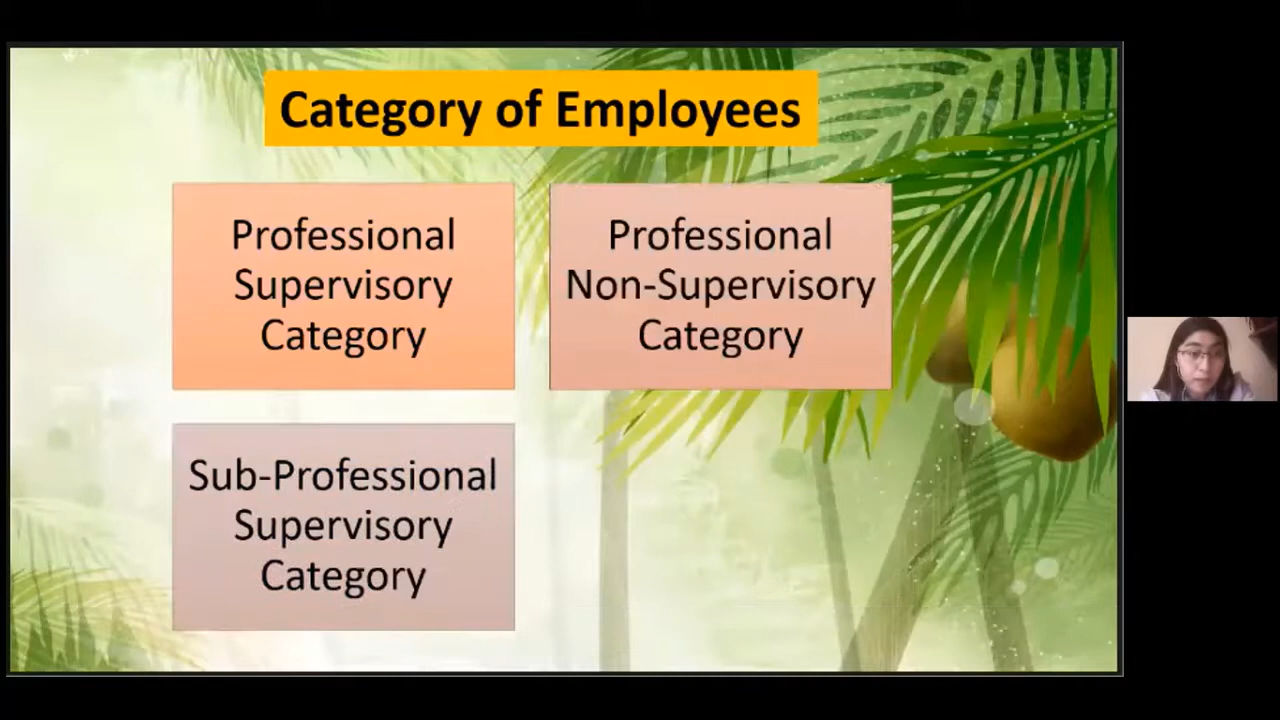 Category of Employees
Professional
Supervisory
Category
Professional
Non-Supervisory
Category
Sub-Professional
Supervisory
Category